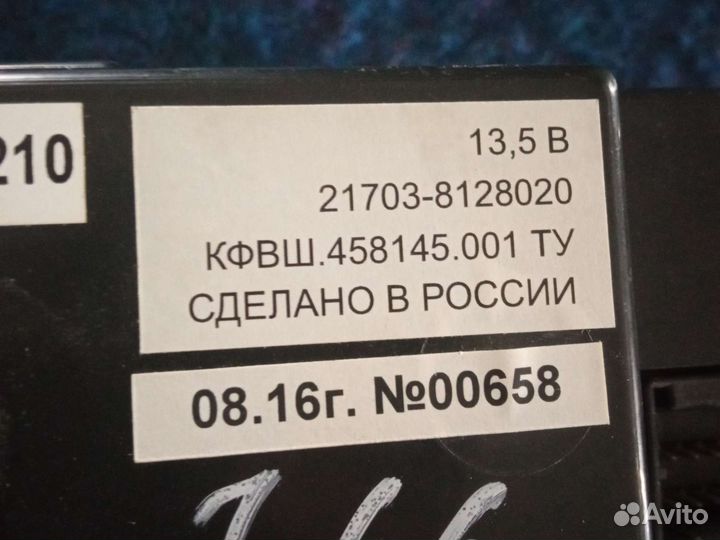 210
13,5 В
21703-8128020
КФВШ.458145.001 ТУ
СДЕЛАНО В РОССИИ
08.16г. №00658
Avito